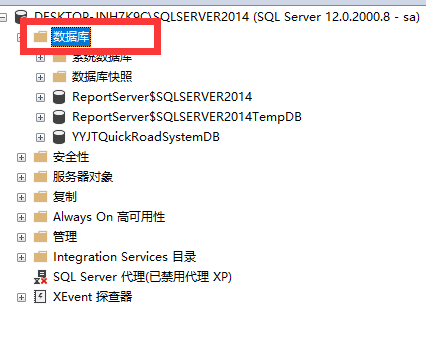 DESKTOP-JNH7K9C\SQLSERVER2014 (SQL Server 12.0.2000.8 - sa)
数据库
系统数据库
数据库快照
ReportServer$SQLSERVER2014
ReportServer$SQLSERVER2014TempDB
YYJTQuickRoadSystemDB
安全性
服务器对象
复制
Always On 高可用性
管理
Integration Services 目录
SQL Server 代理(已禁用代理 XP)
XEvent 探查器